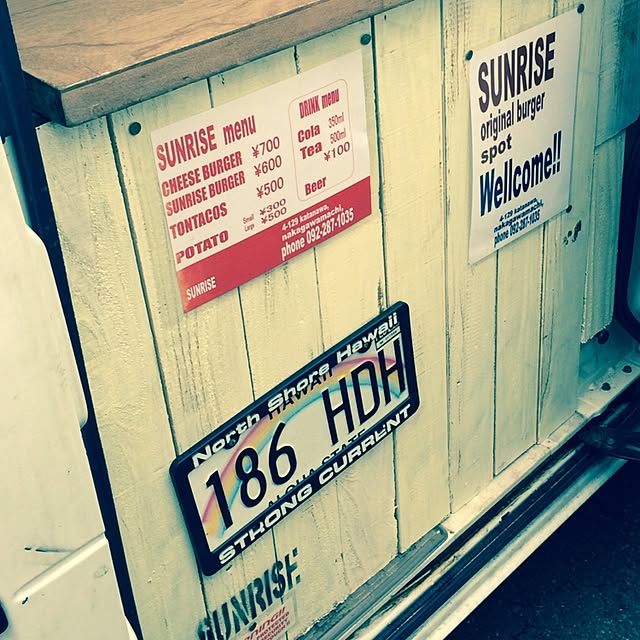 SUNRISE menu
CHEESE BURGER ¥700
SUNRISE BURGER ¥600
TONTACOS ¥500
POTATO Small ¥300
Large ¥500
DRINK menu
Cola 350ml
Tea 500ml
¥100
Beer
SUNRISE
4-129 katanawa,
nakagawamachi,
phone 092-287-1035
SUNRISE
original burger
spot
Wellcome!!
4-129 katanawa,
nakagawamachi,
phone 092-287-1035
North Shore Hawaii
HAWAII
186 HDH
ALOHA STATE
STRONG CURRENT
SUNRISE